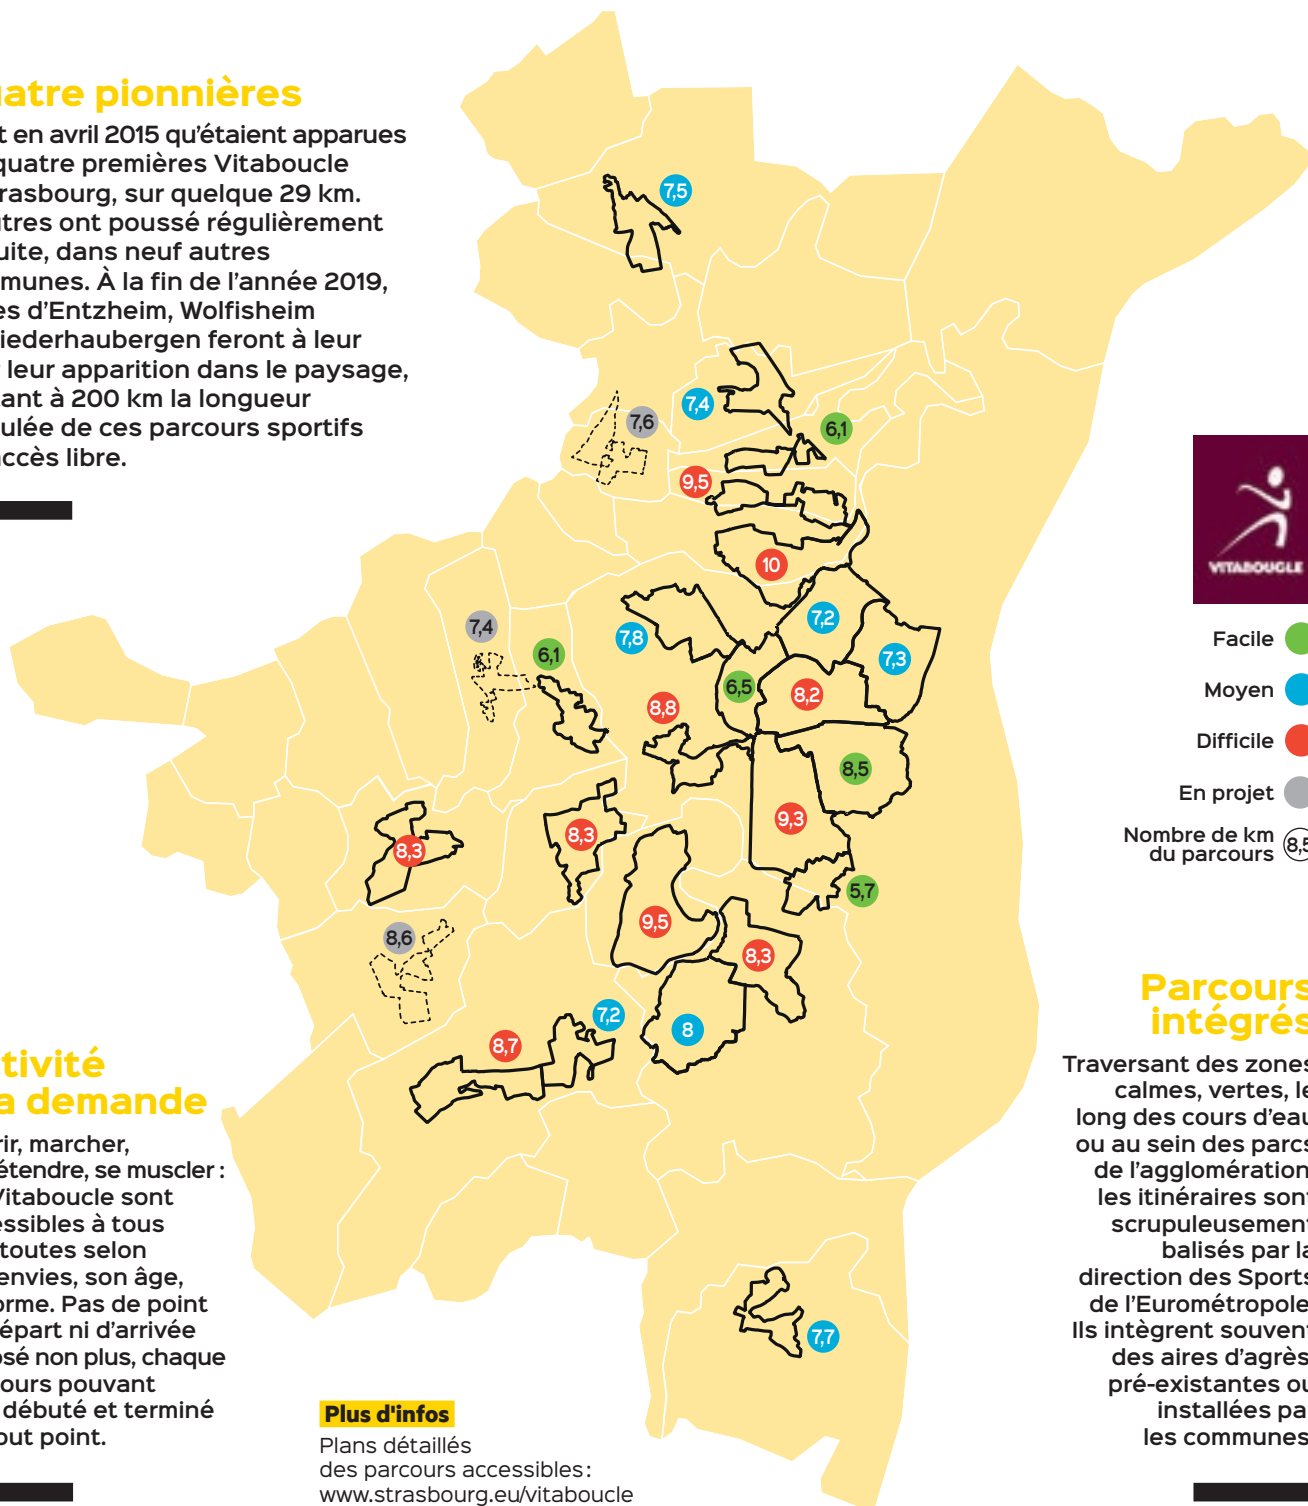 uatre pionnières
t en avril 2015 qu'étaient apparues
quatre premières Vitaboucle
rasbourg, sur quelque 29 km.
utres ont poussé régulièrement
uite, dans neuf autres
munes. À la fin de l'année 2019,
es d'Entzheim, Wolfisheim
iederhaubergen feront à leur
leur apparition dans le paysage,
tant à 200 km la longueur
ulée de ces parcours sportifs
accès libre.
7,5
7,4
7,6
6,1
9,5
10
7,4
6,1
7,8
7,2
7,3
6,5
8,2
8,8
8,5
9,3
8,3
8,3
5,7
9,5
8,3
8,6
7,2
8
8,7
7,7
VITABOUCLE
Facile
Moyen
Difficile
En projet
Nombre de km
du parcours
8,5
tivité
a demande
rir, marcher,
étendre, se muscler :
Vitaboucle sont
essibles à tous
toutes selon
envies, son âge,
orme. Pas de point
épart ni d'arrivée
osé non plus, chaque
ours pouvant
débuté et terminé
out point.
Plus d'infos
Plans détaillés
des parcours accessibles :
www.strasbourg.eu/vitaboucle
Parcours
intégrés
Traversant des zones
calmes, vertes, le
long des cours d'eau
ou au sein des parcs
de l'agglomération
les itinéraires sont
scrupuleusement
balisés par la
direction des Sports
de l'Eurométropole
Ils intègrent souvent
des aires d'agrès
pré-existantes ou
installées pa
les communes